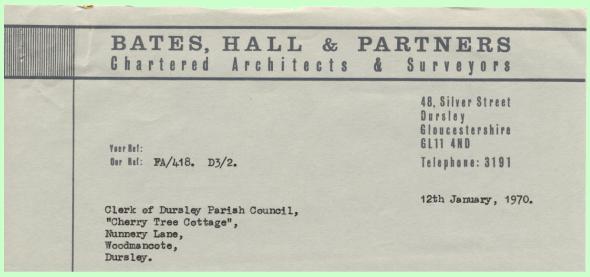 BATES, HALL & PARTNERS
Chartered Architects & Surveyors
48, Silver Street
Dursley
Gloucestershire
GL11 4ND
Your Ref:
Our Ref: FA/418. D3/2.
Telephone: 3191
12th January, 1970.
Clerk of Dursley Parish Council,
"Cherry Tree Cottage",
Nunnery Lane,
Woodmancote,
Dursley.